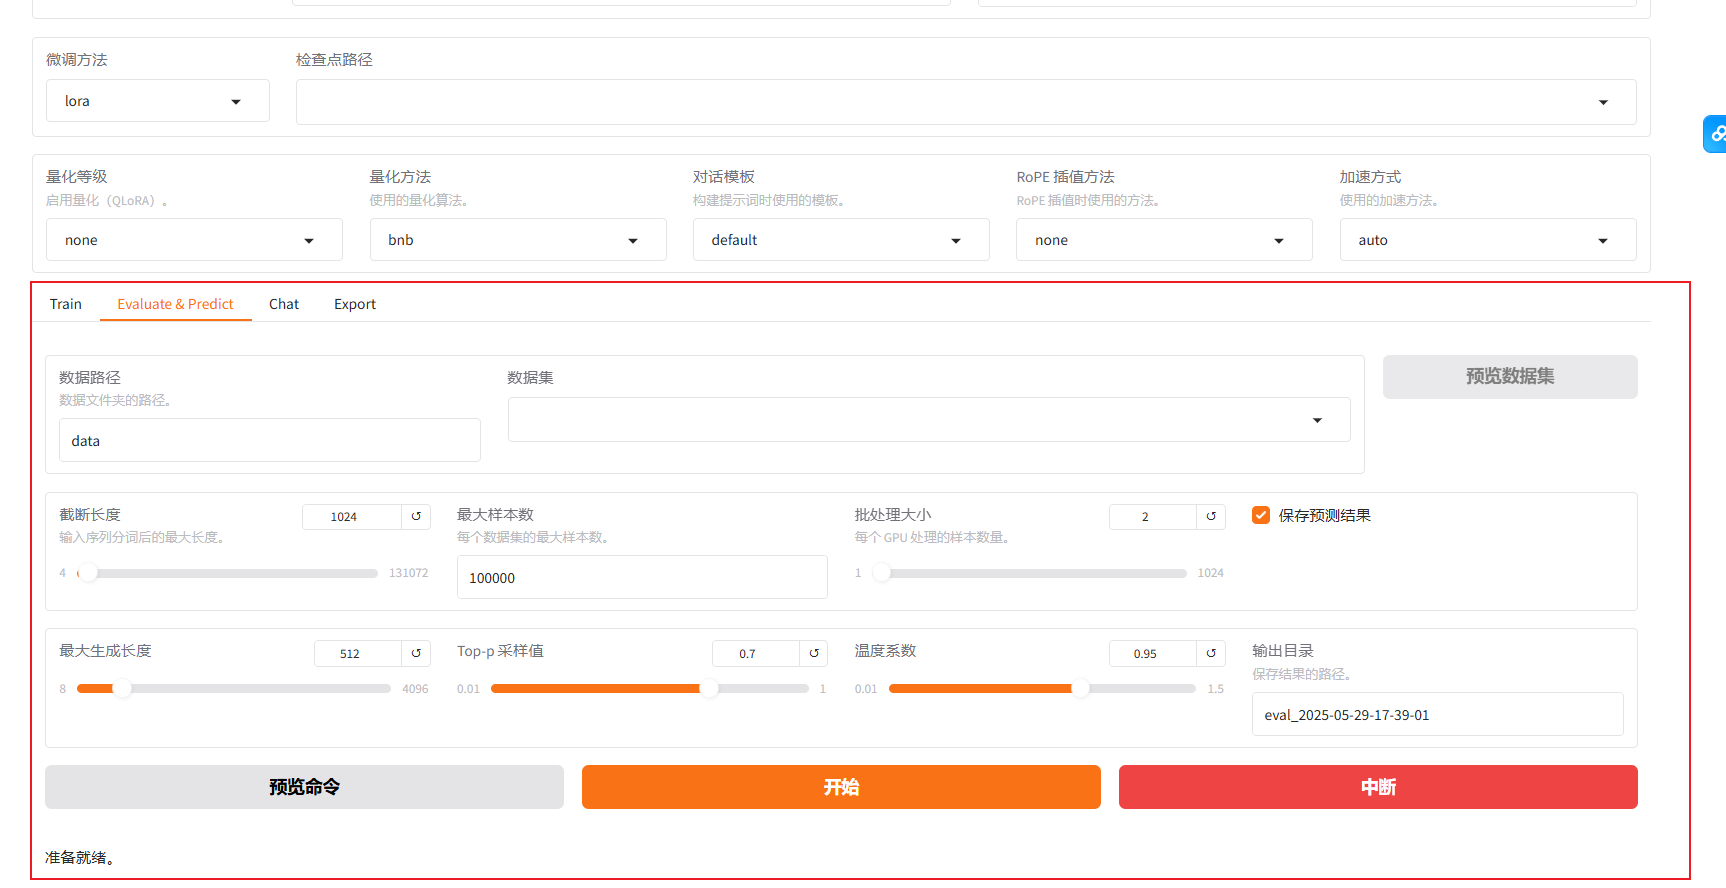 微调方法
检查点路径
lora
量化等级
量化方法
对话模板
RoPE 插值方法
加速方式
启用量化（QLoRA）。
使用的量化算法。
构建提示词时使用的模板。
RoPE 插值时使用的方法。
使用的加速方法。
none
bnb
default
none
auto
Train
Evaluate & Predict
Chat
Export
数据路径
数据文件夹的路径。
data
数据集
预览数据集
截断长度
1024
输入序列分词后的最大长度。
4
131072
最大样本数
每个数据集的最大样本数。
100000
批处理大小
2
每个 GPU 处理的样本数量。
1
1024
保存预测结果
最大生成长度
512
8
4096
Top-p 采样值
0.7
0.01
1
温度系数
0.95
0.01
1.5
输出目录
保存结果的路径。
eval_2025-05-29-17-39-01
预览命令
开始
中断
准备就绪。